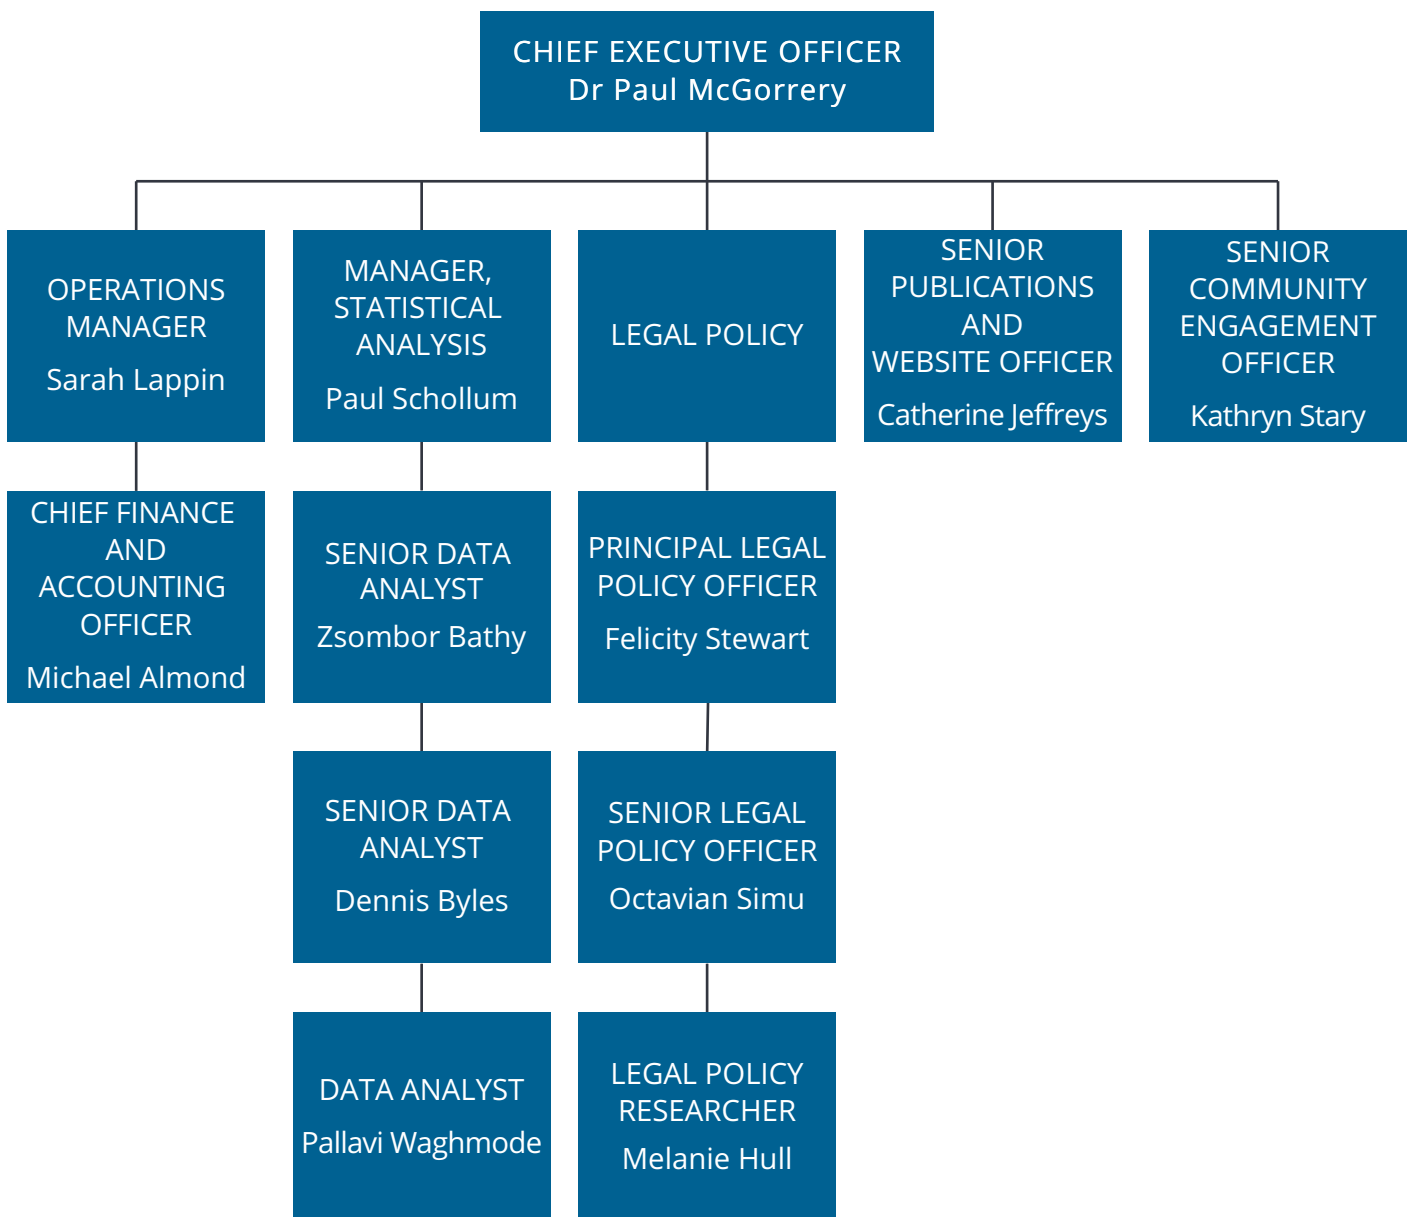 CHIEF EXECUTIVE OFFICER
Dr Paul McGorrery
OPERATIONS
MANAGER
Sarah Lappin
MANAGER,
STATISTICAL
ANALYSIS
Paul Schollum
LEGAL POLICY
SENIOR
PUBLICATIONS
AND
WEBSITE OFFICER
Catherine Jeffreys
SENIOR
COMMUNITY
ENGAGEMENT
OFFICER
Kathryn Stary
CHIEF FINANCE
AND
ACCOUNTING
OFFICER
Michael Almond
SENIOR DATA
ANALYST
Zsombor Bathy
PRINCIPAL LEGAL
POLICY OFFICER
Felicity Stewart
SENIOR DATA
ANALYST
Dennis Byles
SENIOR LEGAL
POLICY OFFICER
Octavian Simu
DATA ANALYST
Pallavi Waghmode
LEGAL POLICY
RESEARCHER
Melanie Hull